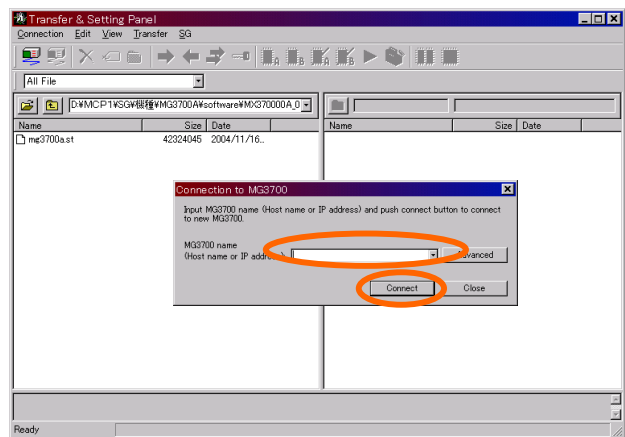 Transfer & Setting Panel
Connection Edit View Transfer SG
All File
D:¥MCP1¥SG¥機種¥MG3700A¥software¥MX370000A_0
Name Size Date
mg3700a.st 42324045 2004/11/16..
Name Size Date
Connection to MG3700
Input MG3700 name (Host name or IP address) and push connect button to connect
to new MG3700.
MG3700 name
(Host name or IP address)
Advanced
Connect Close
Ready